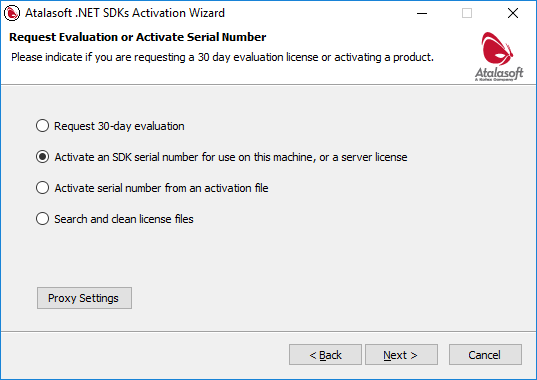 Atalasoft .NET SDKs Activation Wizard
Request Evaluation or Activate Serial Number
Please indicate if you are requesting a 30 day evaluation license or activating a product.
Atalasoft
A Kofax Company
Request 30-day evaluation
Activate an SDK serial number for use on this machine, or a server license
Activate serial number from an activation file
Search and clean license files
Proxy Settings
< Back
Next >
Cancel